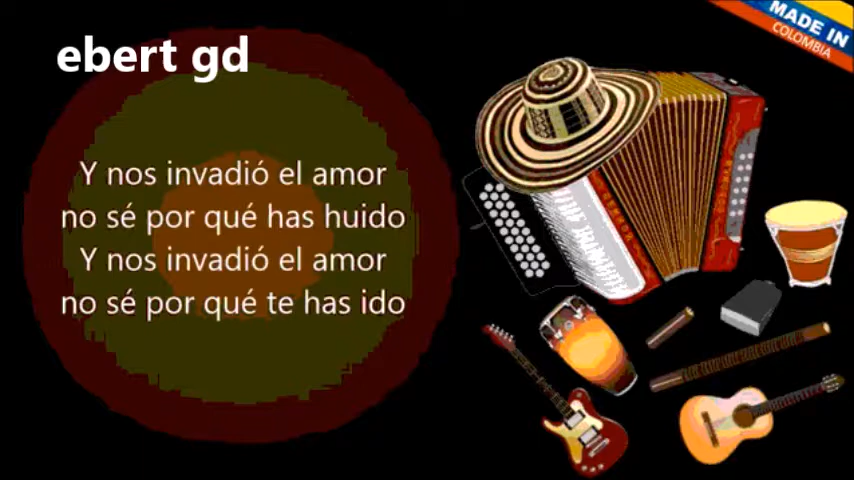 ebert gd
MADE IN
COLOMBIA
Y nos invadió el amor
no sé por qué has huido
Y nos invadió el amor
no sé por qué te has ido